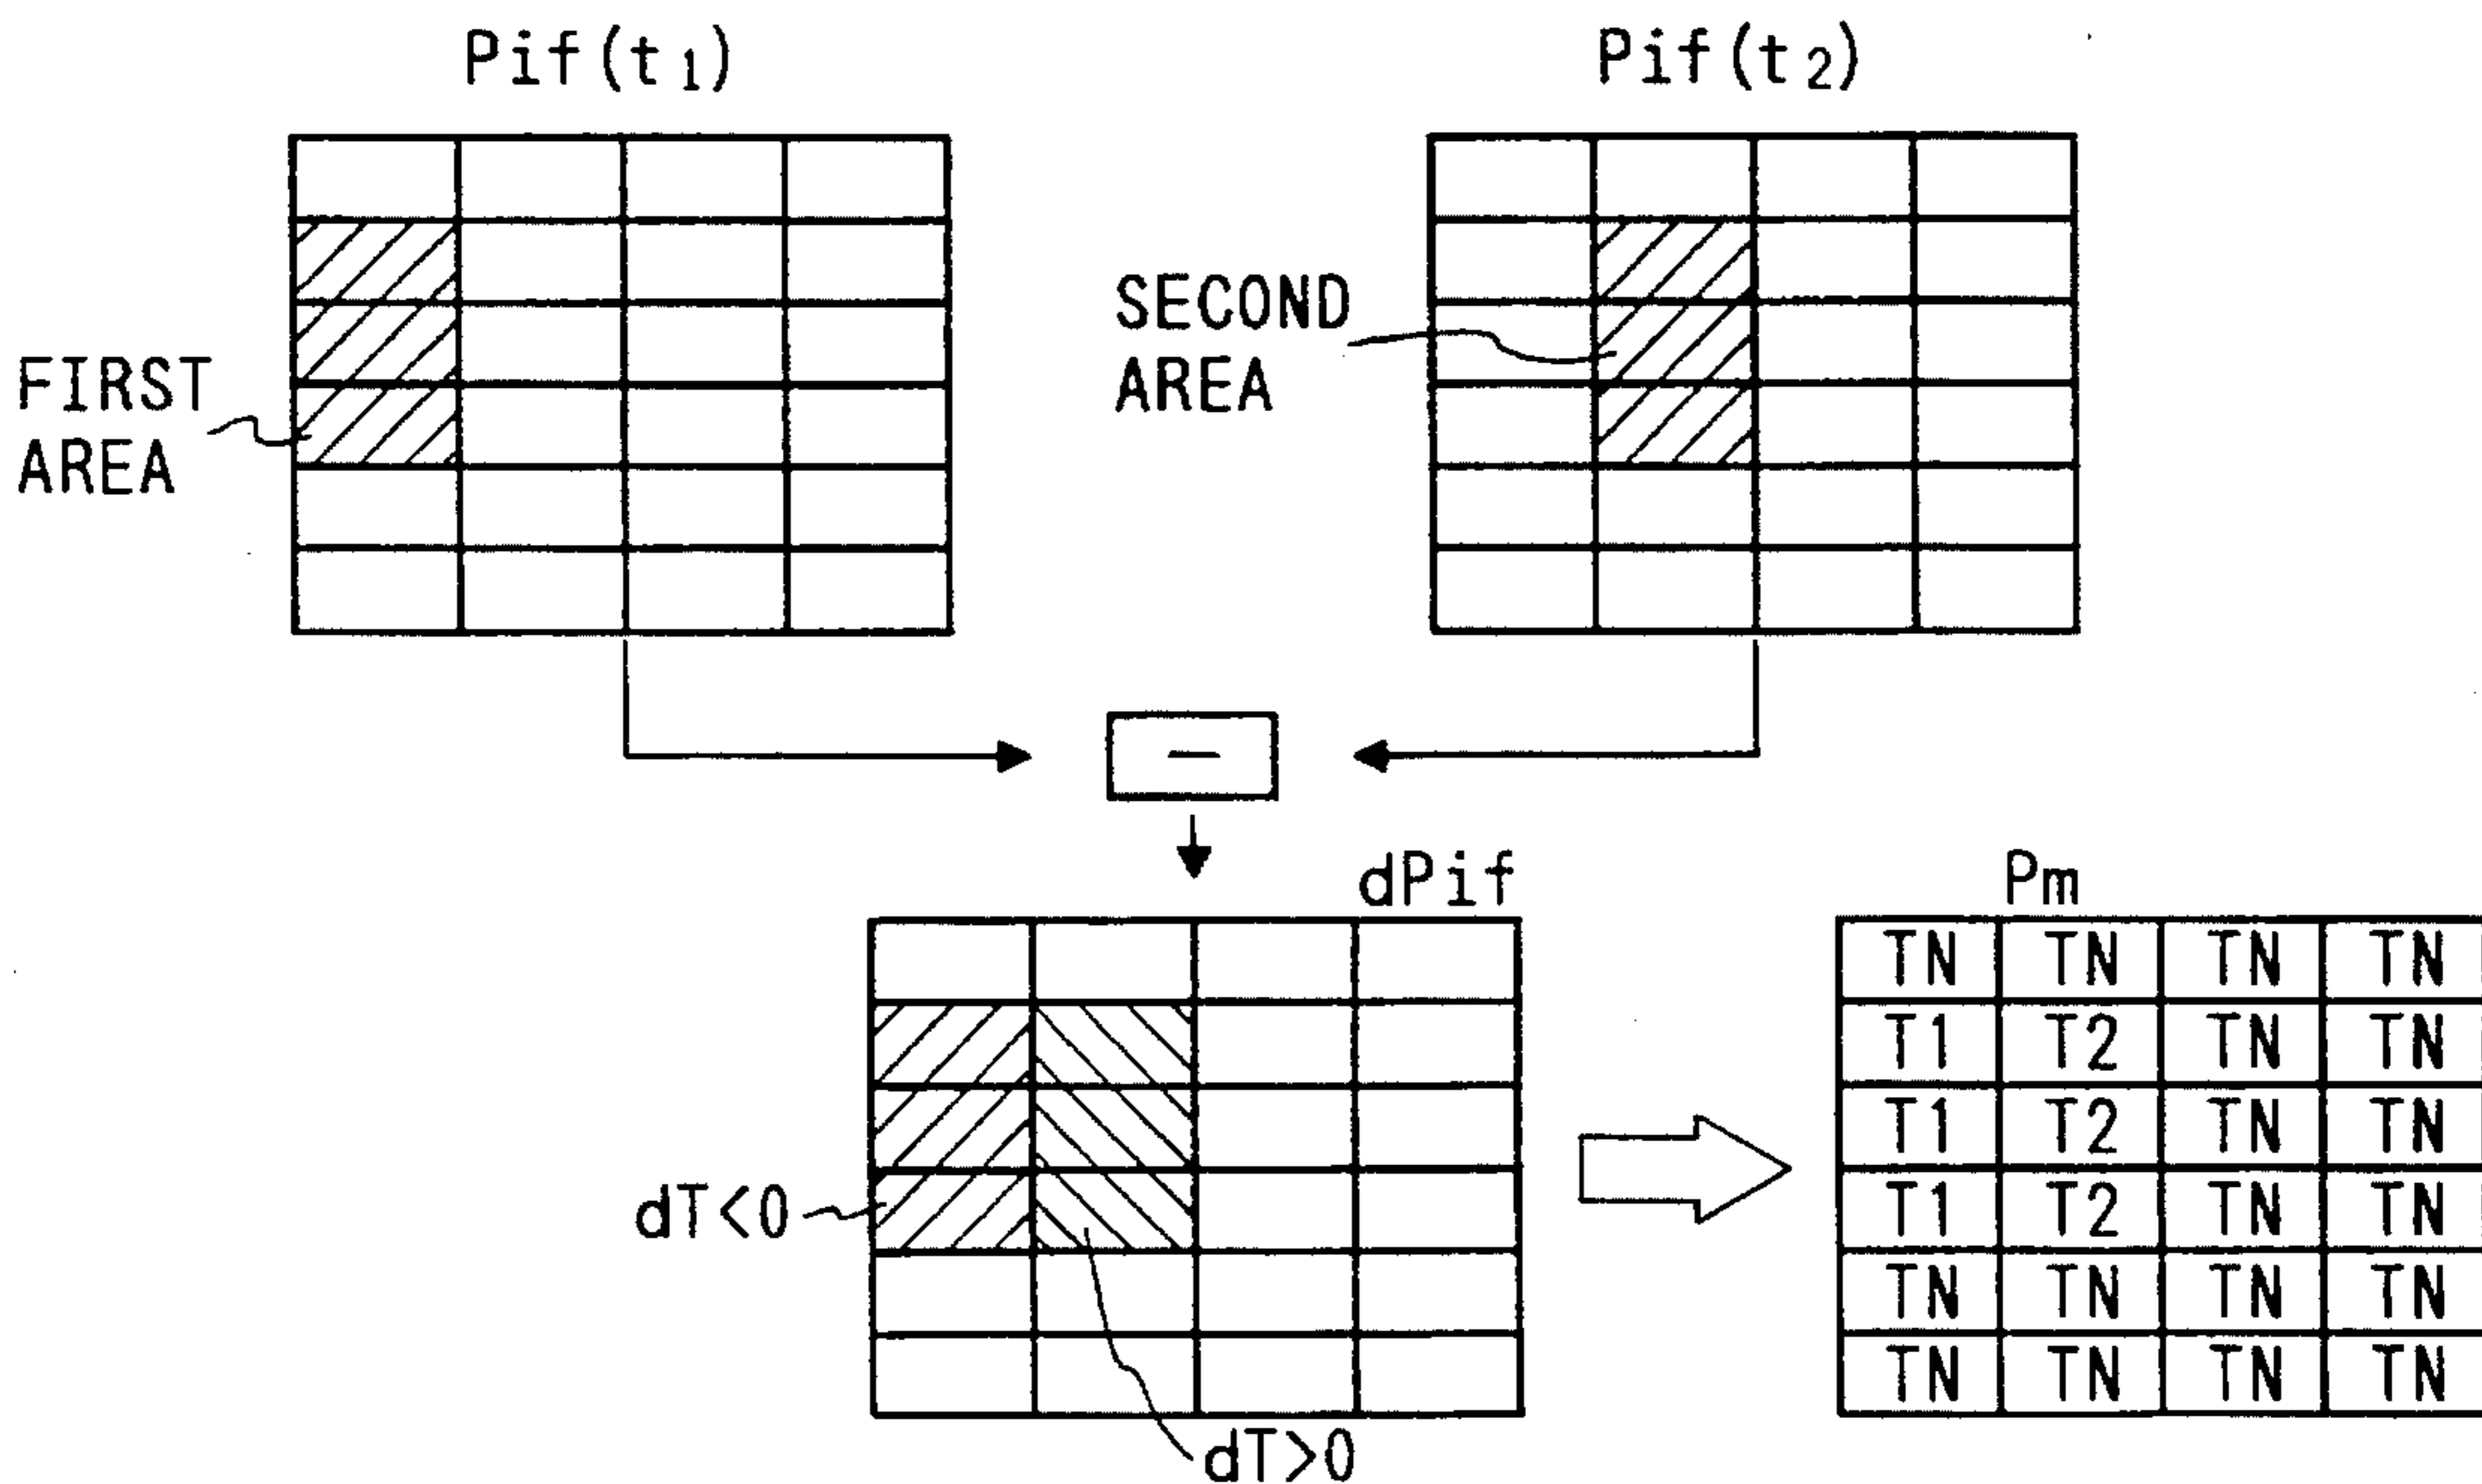 Pif(t1)
Pif(t2)
FIRST
AREA
SECOND
AREA
−
dPif
dT<0
dT>0
Pm
TN TN TN TN
T1 T2 TN TN
T1 T2 TN TN
T1 T2 TN TN
TN TN TN TN
TN TN TN TN